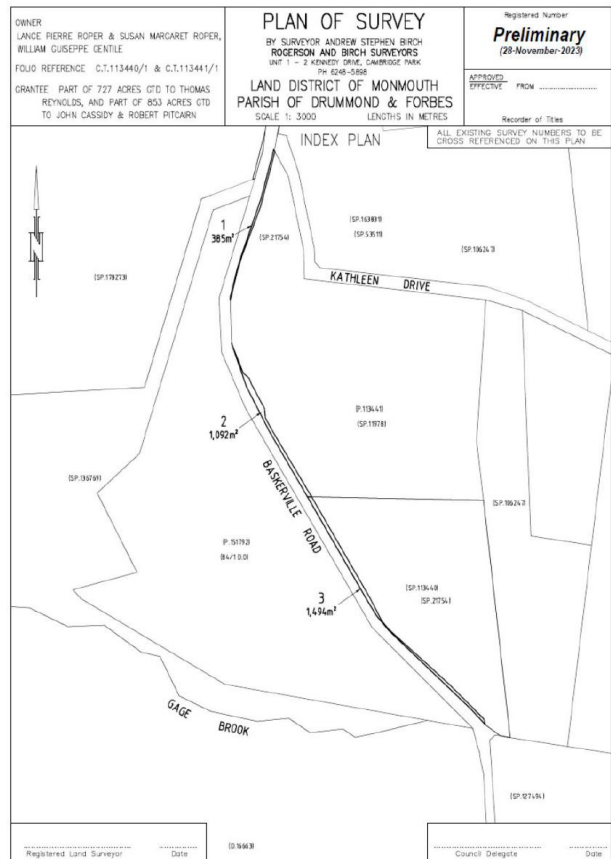 OWNER
LANCE PIERRE ROPER & SUSAN MARGARET ROPER,
WILLIAM GUISEPPE GENTILE
FOLIO REFERENCE C.T.113440/1 & C.T.113441/1
GRANTEE PART OF 727 ACRES GTD TO THOMAS
REYNOLDS, AND PART OF 853 ACRES GTD
TO JOHN CASSIDY & ROBERT PITCAIRN
PLAN OF SURVEY
BY SURVEYOR ANDREW STEPHEN BIRCH
ROGERSON AND BIRCH SURVEYORS
UNIT 1 - 2 KENNEDY DRIVE, CAMBRIDGE PARK
PH 6248-5898
LAND DISTRICT OF MONMOUTH
PARISH OF DRUMMOND & FORBES
SCALE 1: 3000 LENGTHS IN METRES
Registered Number
Preliminary
(28-November-2023)
APPROVED
EFFECTIVE FROM
Recorder of Titles
INDEX PLAN
ALL EXISTING SURVEY NUMBERS TO BE
CROSS REFERENCED ON THIS PLAN
N
1
385m²
(SP.21754)
(SP.163831)
(SP.53511)
(SP.106247)
(SP.178273)
KATHLEEN DRIVE
2
1,092m²
(P.113441)
(SP.11978)
(SP.136761)
BASKERVILLE ROAD
(SP.106247)
(P.151792)
(84/10.D)
3
1,494m²
(SP.113440)
(SP.21754)
GAGE BROOK
(SP.127494)
(D.16663)
Registered Land Surveyor Date
Council Delegate Date